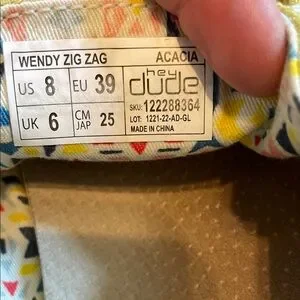 WENDY ZIG ZAG ACACIA
US 8 EU 39 hey dude
SKU: 122288364
UK 6 CM JAP 25 LOT: 1221-22-AD-GL
MADE IN CHINA